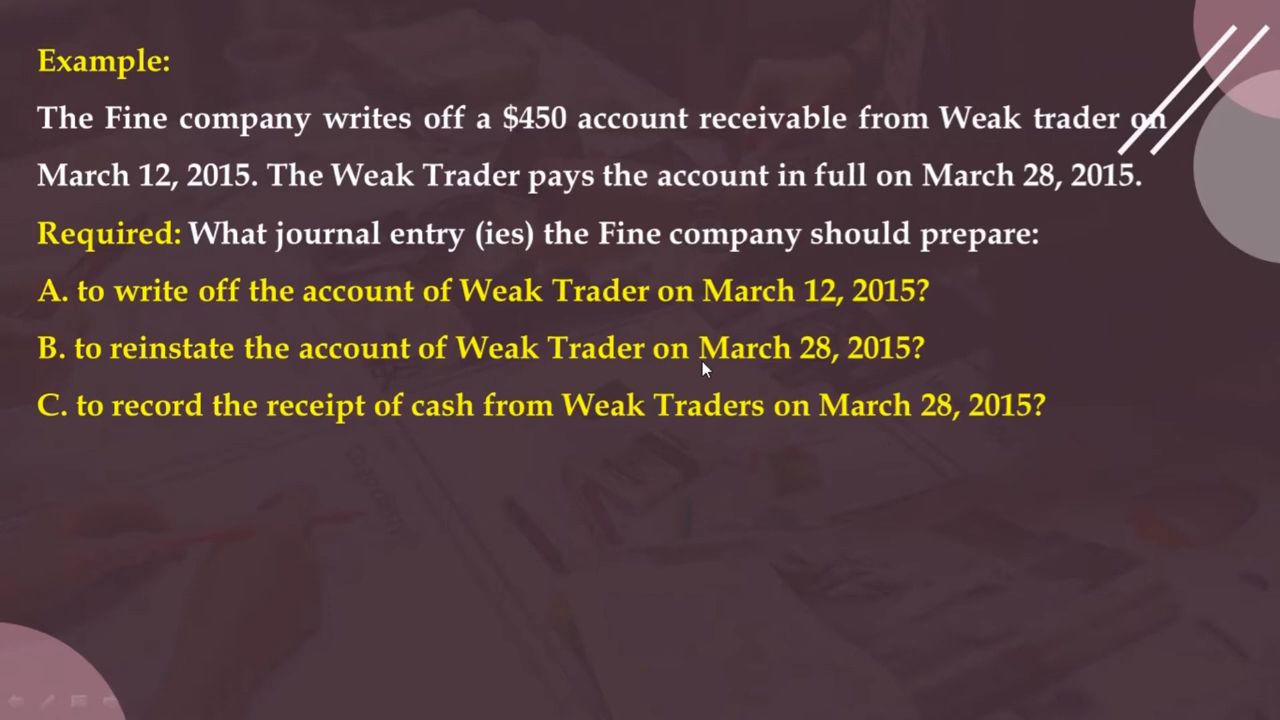 Example:
The Fine company writes off a $450 account receivable from Weak trader on
March 12, 2015. The Weak Trader pays the account in full on March 28, 2015.
Required: What journal entry (ies) the Fine company should prepare:
A. to write off the account of Weak Trader on March 12, 2015?
B. to reinstate the account of Weak Trader on March 28, 2015?
C. to record the receipt of cash from Weak Traders on March 28, 2015?